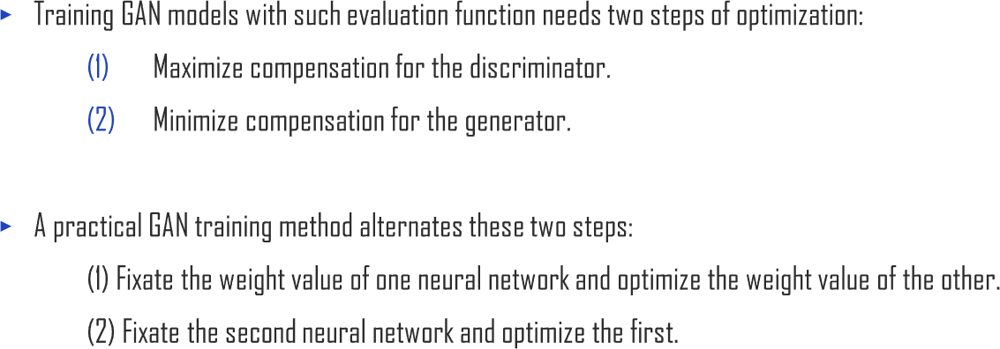 ▸ Training GAN models with such evaluation function needs two steps of optimization:
(1) Maximize compensation for the discriminator.
(2) Minimize compensation for the generator.
▸ A practical GAN training method alternates these two steps:
(1) Fixate the weight value of one neural network and optimize the weight value of the other.
(2) Fixate the second neural network and optimize the first.